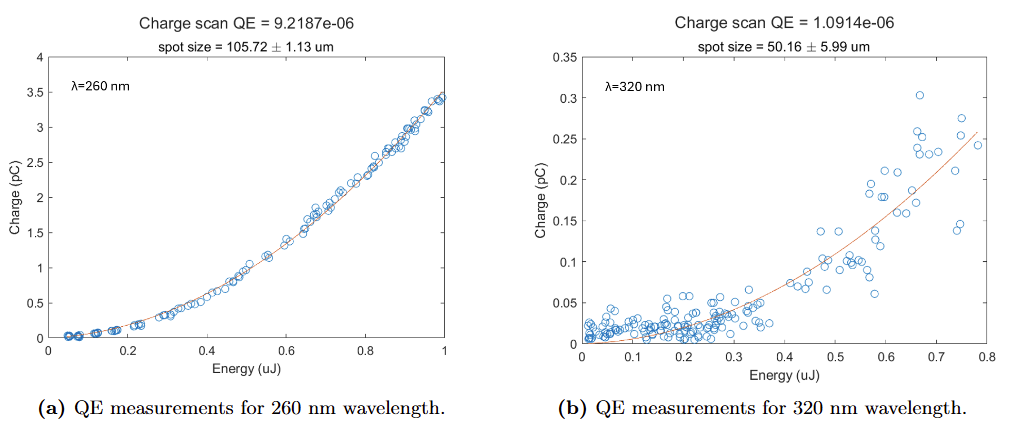 Charge scan QE = 9.2187e-06
spot size = 105.72 ± 1.13 um
λ=260 nm
4
3.5
3
2.5
2
1.5
1
0.5
0
Charge (pC)
0
0.2
0.4
0.6
0.8
1
Energy (uJ)
(a) QE measurements for 260 nm wavelength.
Charge scan QE = 1.0914e-06
spot size = 50.16 ± 5.99 um
λ=320 nm
0.35
0.3
0.25
0.2
0.15
0.1
0.05
0
Charge (pC)
0
0.1
0.2
0.3
0.4
0.5
0.6
0.7
0.8
Energy (uJ)
(b) QE measurements for 320 nm wavelength.